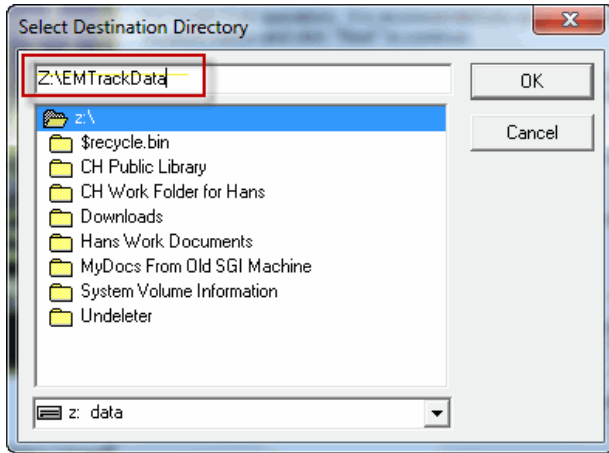 Select Destination Directory
Z:\EMTrackData
OK
z:\
Cancel
$recycle.bin
CH Public Library
CH Work Folder for Hans
Downloads
Hans Work Documents
MyDocs From Old SGI Machine
System Volume Information
Undeleter
z: data